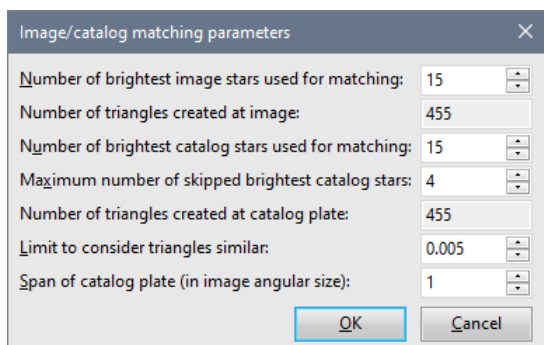 Image/catalog matching parameters
Number of brightest image stars used for matching: 15
Number of triangles created at image: 455
Number of brightest catalog stars used for matching: 15
Maximum number of skipped brightest catalog stars: 4
Number of triangles created at catalog plate: 455
Limit to consider triangles similar: 0.005
Span of catalog plate (in image angular size): 1
OK Cancel